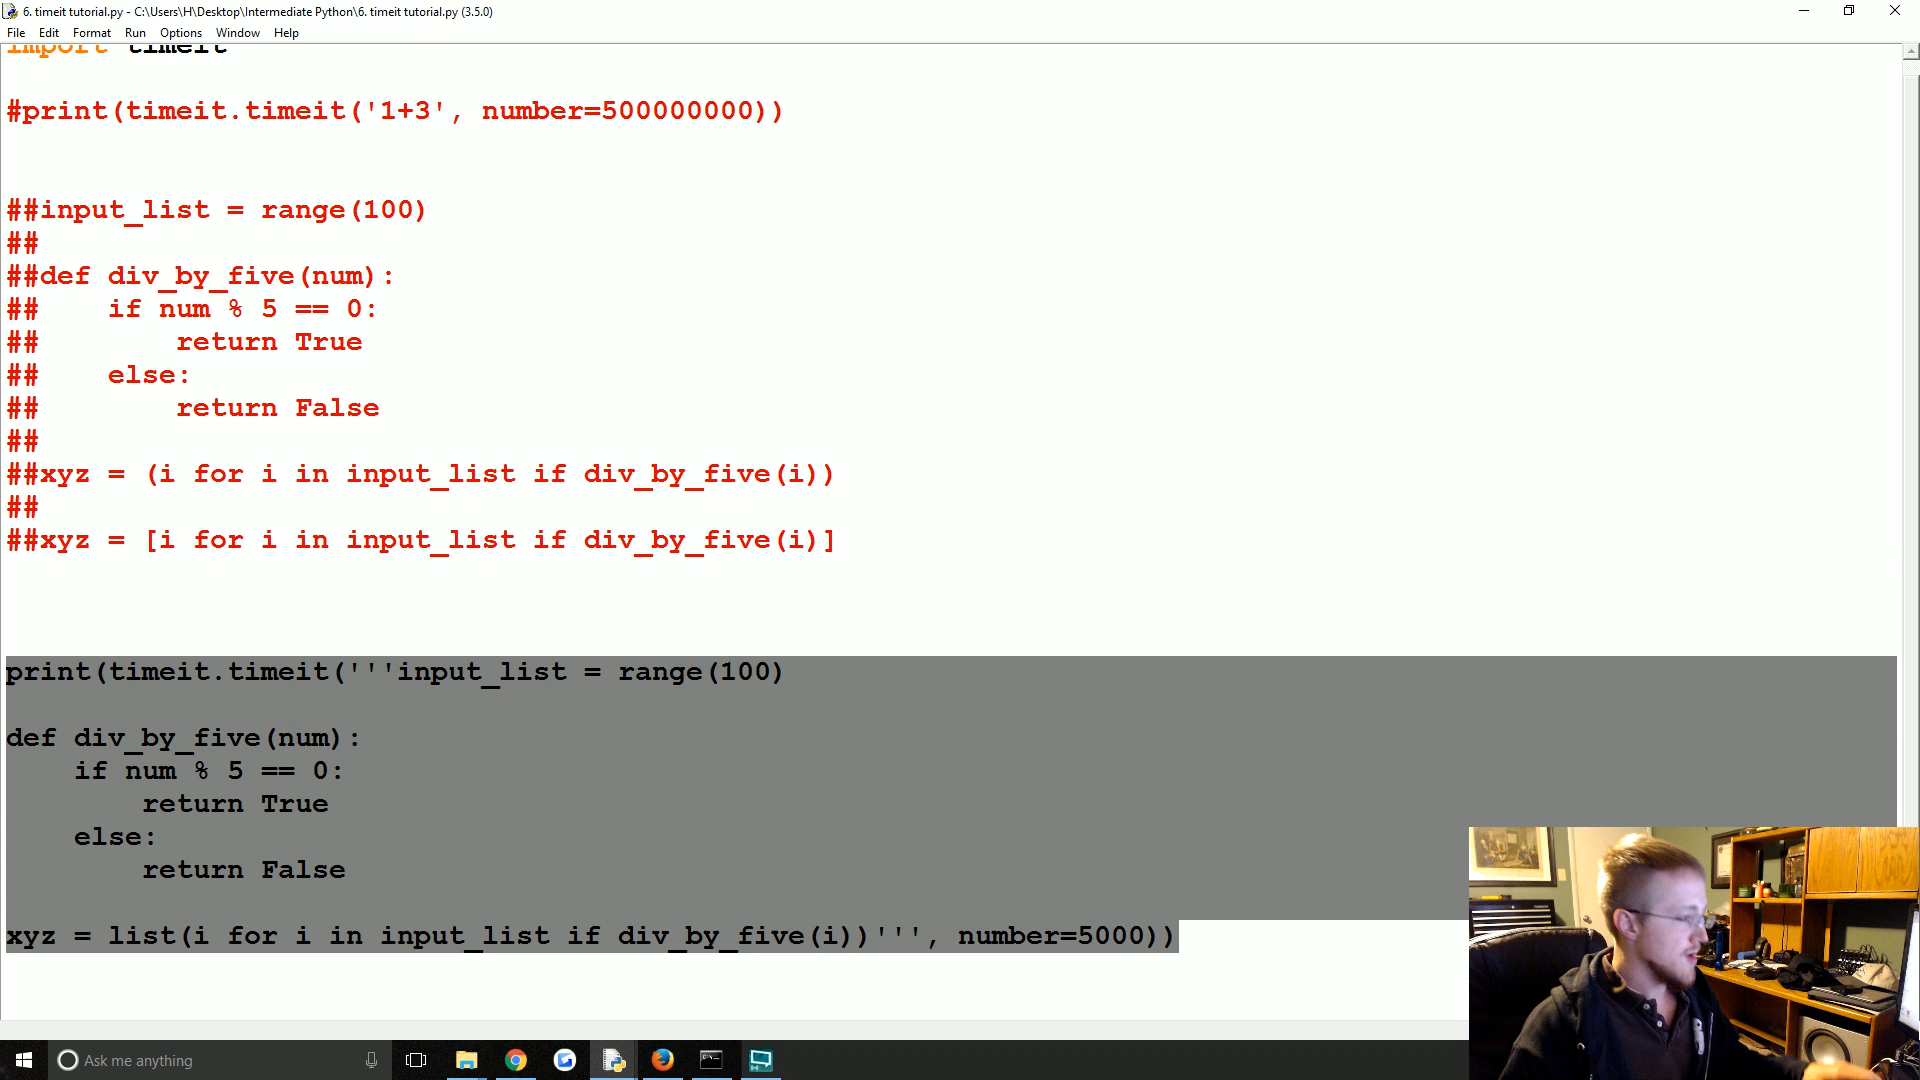 6. timeit tutorial.py - C:\Users\H\Desktop\Intermediate Python\6. timeit tutorial.py (3.5.0)
File Edit Format Run Options Window Help
import timeit
#print(timeit.timeit('1+3', number=500000000))
##input_list = range(100)
##
##def div_by_five(num):
##    if num % 5 == 0:
##        return True
##    else:
##        return False
##
##xyz = (i for i in input_list if div_by_five(i))
##
##xyz = [i for i in input_list if div_by_five(i)]
print(timeit.timeit('''input_list = range(100)
def div_by_five(num):
    if num % 5 == 0:
        return True
    else:
        return False
xyz = list(i for i in input_list if div_by_five(i))''', number=5000))
Ask me anything